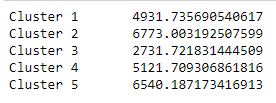 Cluster 1 4931.735690540617
Cluster 2 6773.003192507599
Cluster 3 2731.721831444509
Cluster 4 5121.709306861816
Cluster 5 6540.187173416913